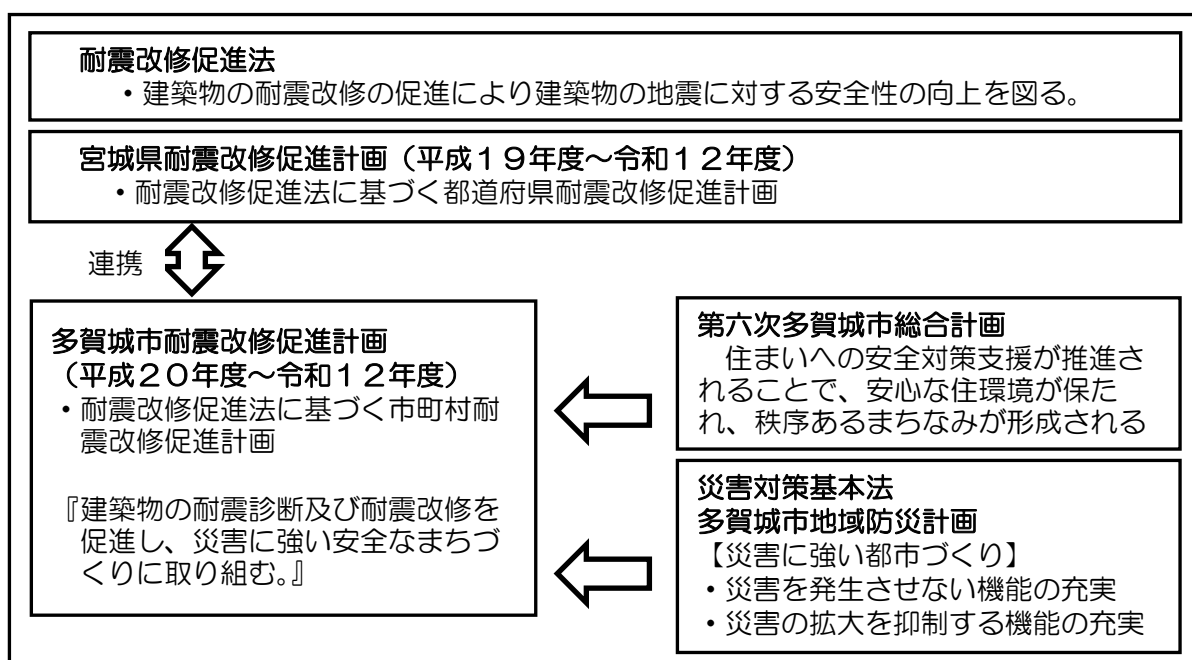 耐震改修促進法
・建築物の耐震改修の促進により建築物の地震に対する安全性の向上を図る。
宮城県耐震改修促進計画（平成１９年度～令和１２年度）
・耐震改修促進法に基づく都道府県耐震改修促進計画
連携
多賀城市耐震改修促進計画
（平成２０年度～令和１２年度）
・耐震改修促進法に基づく市町村耐
震改修促進計画
『建築物の耐震診断及び耐震改修を
促進し、災害に強い安全なまちづ
くりに取り組む。』
第六次多賀城市総合計画
　住まいへの安全対策支援が推進さ
れることで、安心な住環境が保た
れ、秩序あるまちなみが形成される
災害対策基本法
多賀城市地域防災計画
【災害に強い都市づくり】
・災害を発生させない機能の充実
・災害の拡大を抑制する機能の充実